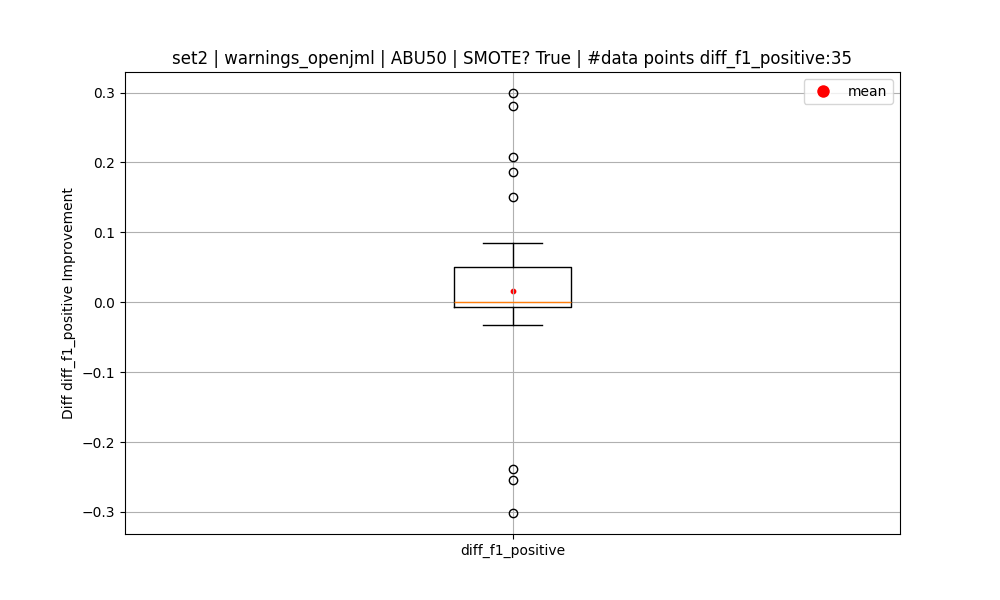 set2 | warnings_openjml | ABU50 | SMOTE? True | #data points diff_f1_positive:35
mean
Diff diff_f1_positive Improvement
0.3
0.2
0.1
0.0
−0.1
−0.2
−0.3
diff_f1_positive